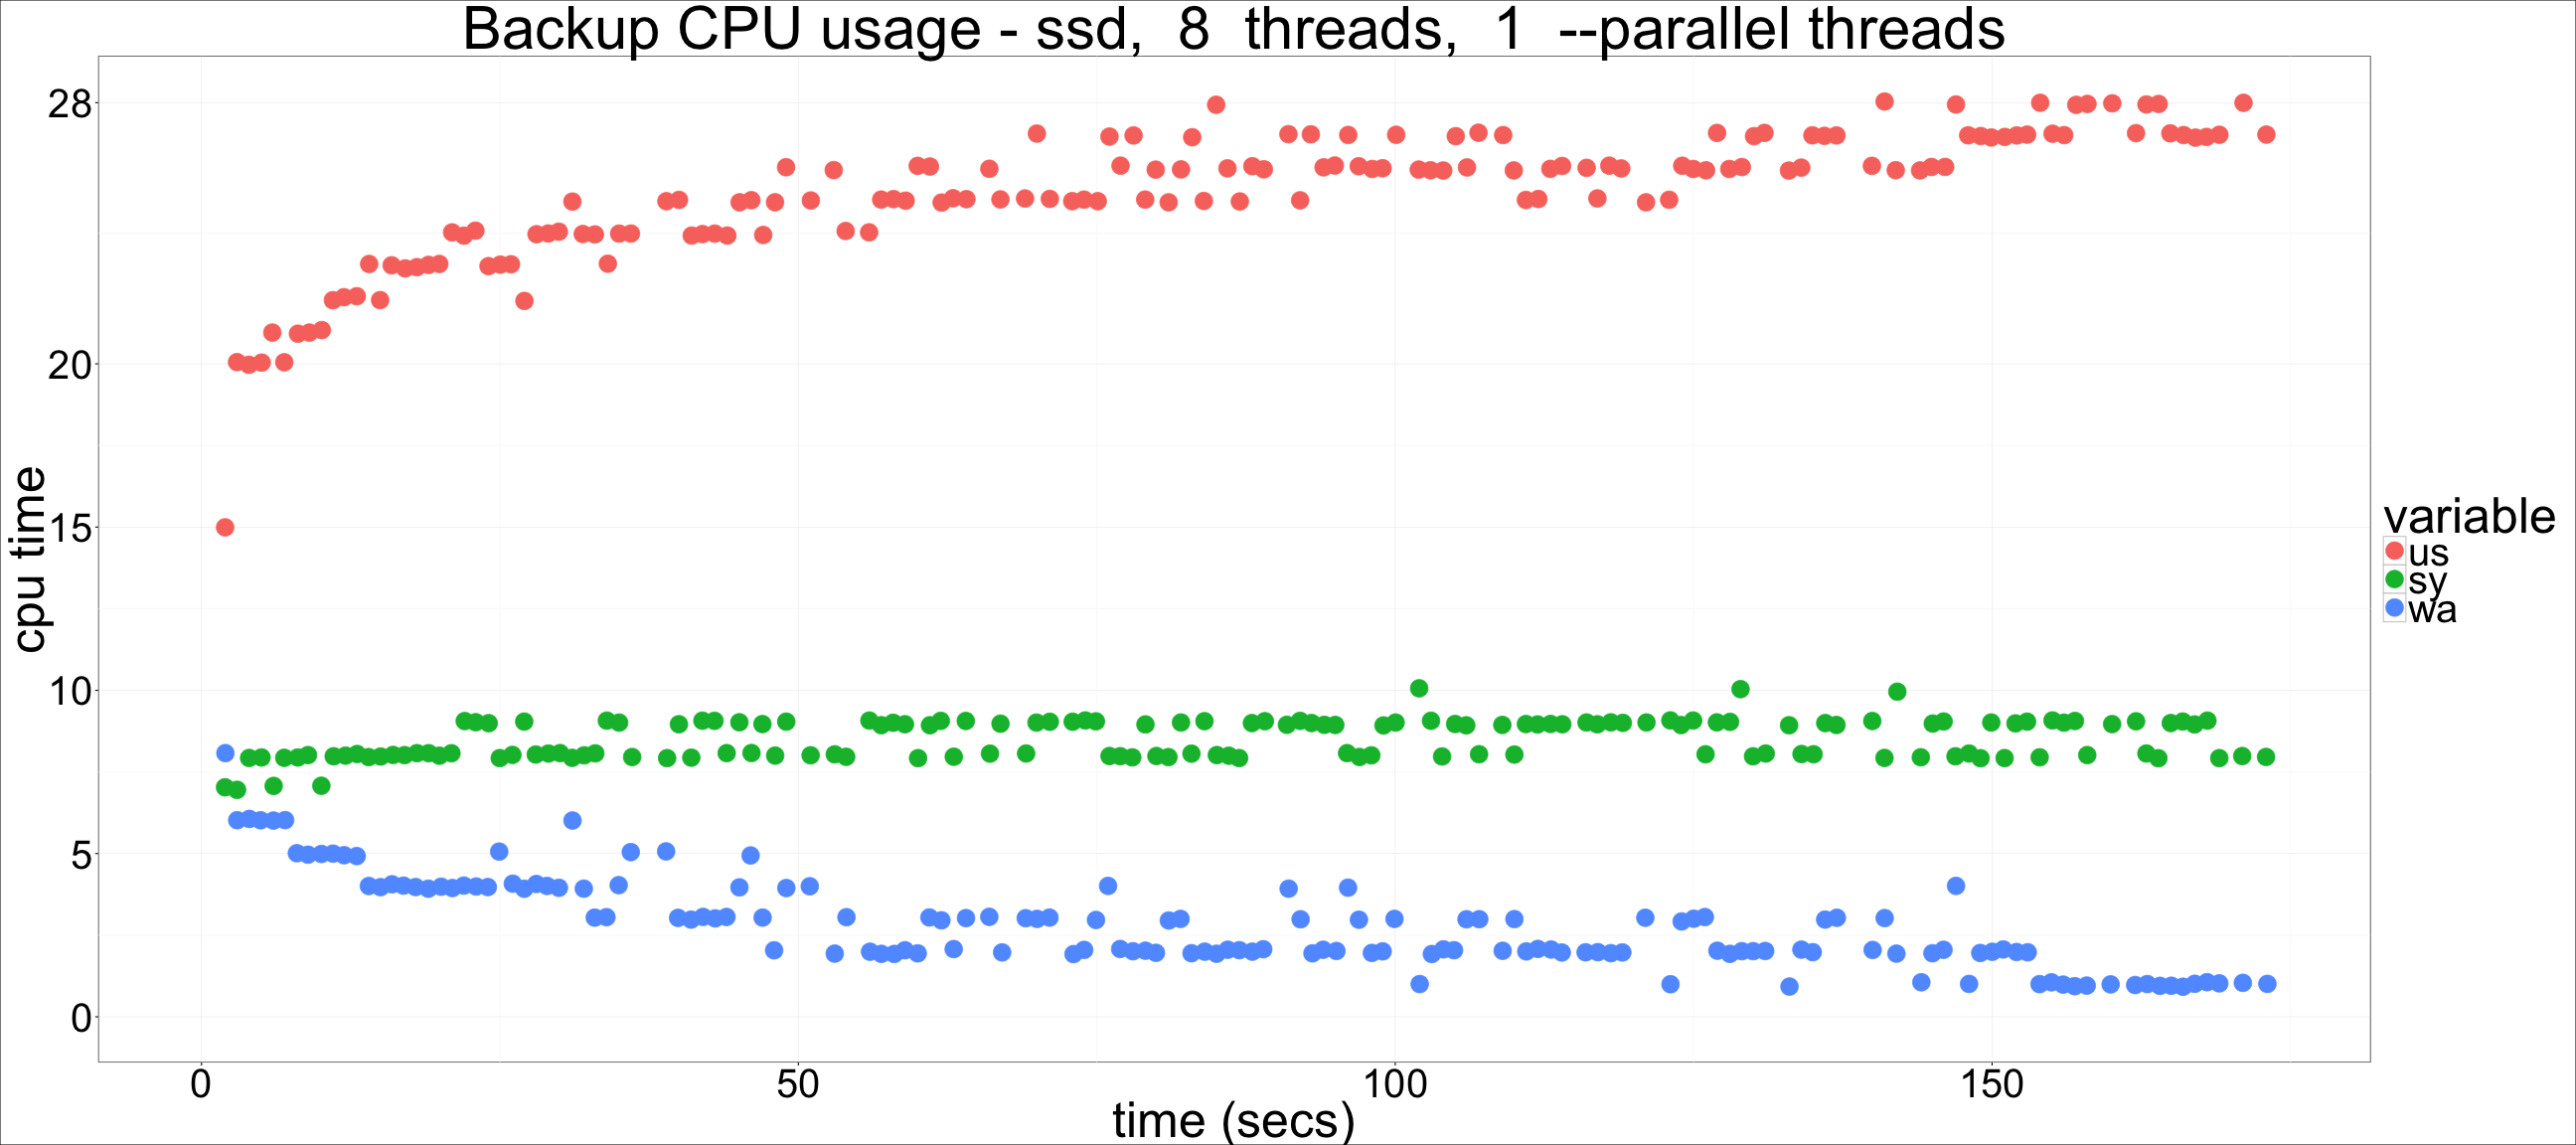 Backup CPU usage - ssd,  8  threads,  1  --parallel threads
28
20
15
10
5
0
cpu time
0 50 100 150
time (secs)
variable
us
sy
wa